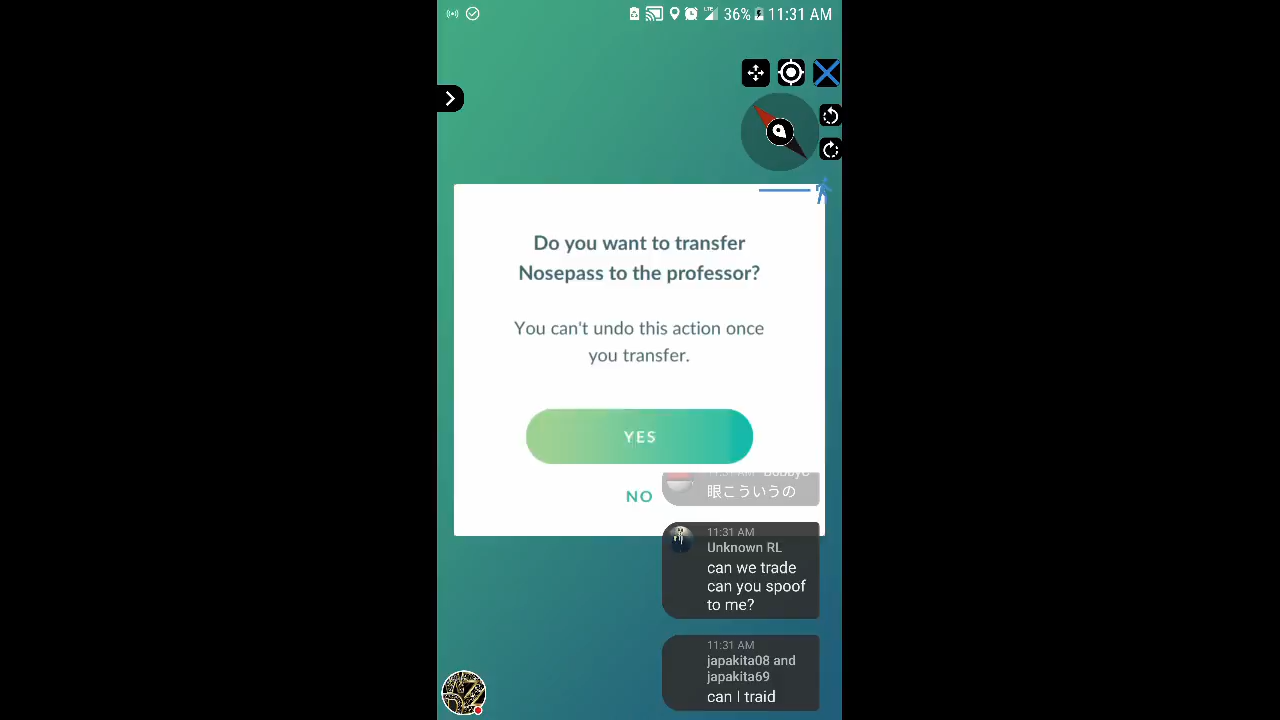 LTE 36% 11:31 AM
Do you want to transfer
Nosepass to the professor?
You can't undo this action once
you transfer.
YES
NO
眼こういうの
11:31 AM
Unknown RL
can we trade
can you spoof
to me?
11:31 AM
japakita08 and
japakita69
can I traid